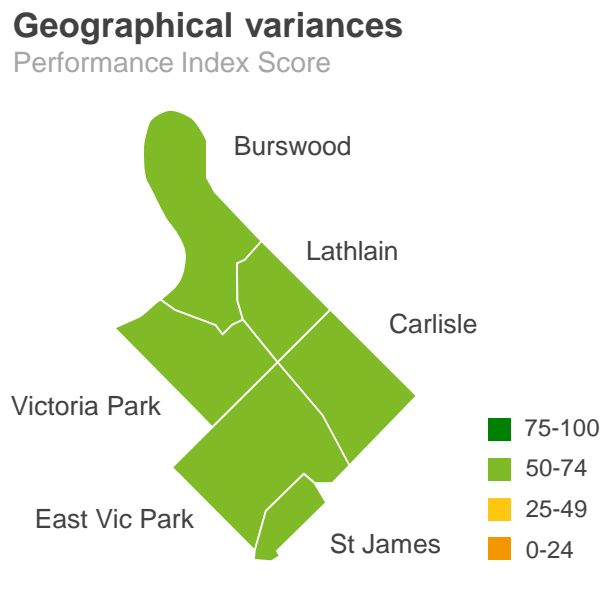 Geographical variances
Performance Index Score
Burswood
Lathlain
Carlisle
Victoria Park
East Vic Park
St James
75-100
50-74
25-49
0-24